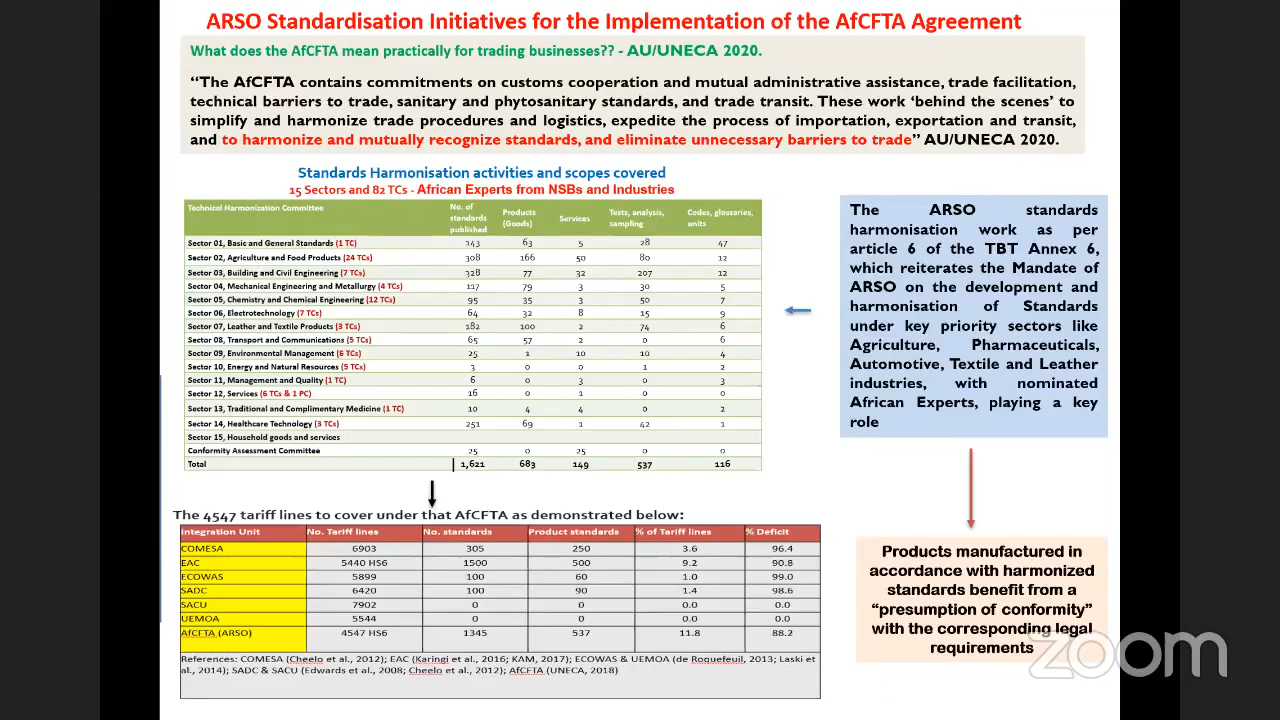 ARSO Standardisation Initiatives for the Implementation of the AfCFTA Agreement
What does the AfCFTA mean practically for trading businesses?? - AU/UNECA 2020.
“The AfCFTA contains commitments on customs cooperation and mutual administrative assistance, trade facilitation,
technical barriers to trade, sanitary and phytosanitary standards, and trade transit. These work ‘behind the scenes’ to
simplify and harmonize trade procedures and logistics, expedite the process of importation, exportation and transit,
and to harmonize and mutually recognize standards, and eliminate unnecessary barriers to trade” AU/UNECA 2020.
Standards Harmonisation activities and scopes covered
15 Sectors and 82 TCs - African Experts from NSBs and Industries
Technical Harmonization Committee No. of standards published Products (Goods) Services Tests, analysis, sampling Codes, glossaries, units
Sector 01, Basic and General Standards (1 TC) 143 63 5 28 47
Sector 02, Agriculture and Food Products (24 TCs) 308 166 50 80 12
Sector 03, Building and Civil Engineering (7 TCs) 328 77 32 207 12
Sector 04, Mechanical Engineering and Metallurgy (4 TCs) 117 79 3 30 5
Sector 05, Chemistry and Chemical Engineering (12 TCs) 95 35 3 50 7
Sector 06, Electrotechnology (7 TCs) 64 32 8 15 9
Sector 07, Leather and Textile Products (3 TCs) 182 100 2 74 6
Sector 08, Transport and Communications (5 TCs) 65 57 2 0 6
Sector 09, Environmental Management (6 TCs) 25 1 10 10 4
Sector 10, Energy and Natural Resources (5 TCs) 3 0 0 1 2
Sector 11, Management and Quality (1 TC) 6 0 3 0 3
Sector 12, Services (6 TCs & 1 PC) 16 0 1 0 0
Sector 13, Traditional and Complimentary Medicine (1 TC) 10 4 4 0 2
Sector 14, Healthcare Technology (3 TCs) 251 69 1 42 1
Sector 15, Household goods and services
Conformity Assessment Committee 25 0 25 0 0
Total 1,621 683 149 537 116
The ARSO standards
harmonisation work as per
article 6 of the TBT Annex 6,
which reiterates the Mandate of
ARSO on the development and
harmonisation of Standards
under key priority sectors like
Agriculture, Pharmaceuticals,
Automotive, Textile and Leather
industries, with nominated
African Experts, playing a key
role
The 4547 tariff lines to cover under that AfCFTA as demonstrated below:
Integration Unit No. Tariff lines No. standards Product standards % of Tariff lines % Deficit
COMESA 6903 305 250 3.6 96.4
EAC 5440 HS6 1500 500 9.2 90.8
ECOWAS 5899 100 60 1.0 99.0
SADC 6420 100 90 1.4 98.6
SACU 7902 0 0 0.0 0.0
UEMOA 5544 0 0 0.0 0.0
AfCFTA (ARSO) 4547 HS6 1345 537 11.8 88.2
References: COMESA (Cheelo et al., 2012); EAC (Karingi et al., 2016; KAM, 2017); ECOWAS & UEMOA (de Roquefeuil, 2013; Laski et
al., 2014); SADC & SACU (Edwards et al., 2008; Cheelo et al., 2012); AfCFTA (UNECA, 2018)
Products manufactured in
accordance with harmonized
standards benefit from a
“presumption of conformity”
with the corresponding legal
requirements
zoom